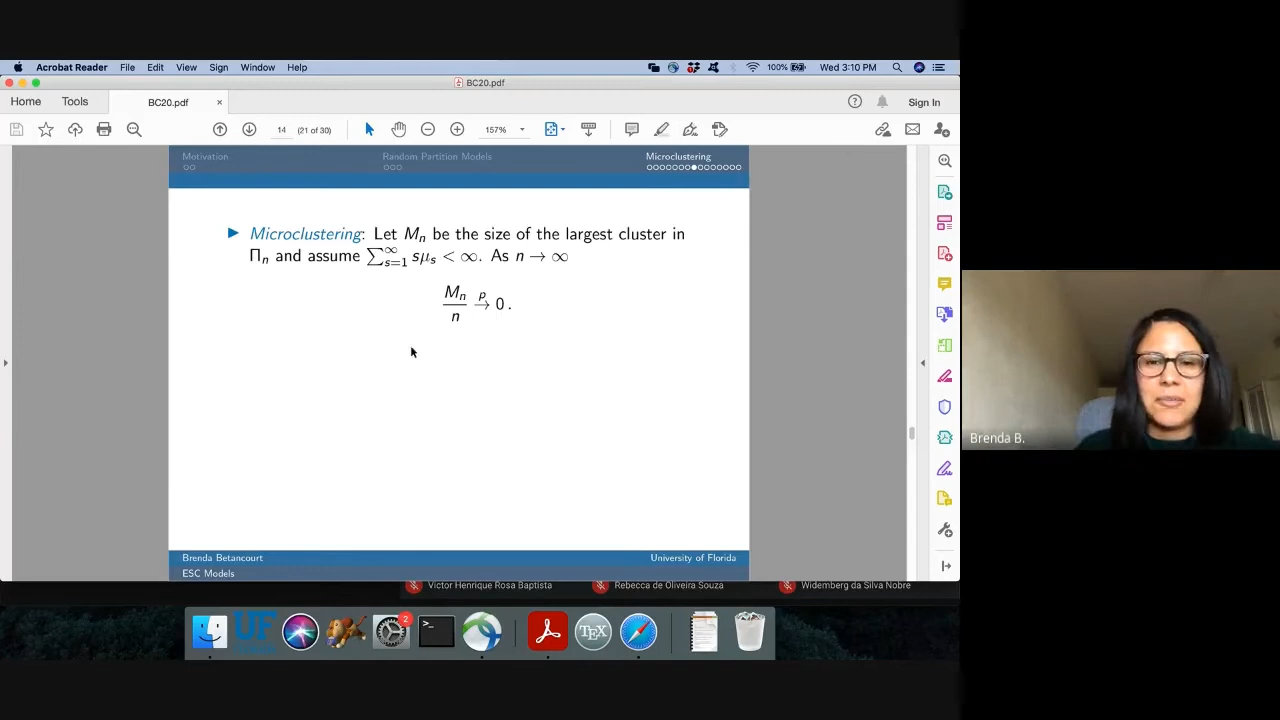 Acrobat Reader File Edit View Sign Window Help 100% Wed 3:10 PM
BC20.pdf
Home Tools BC20.pdf × Sign In
14 (21 of 30) 157%
Motivation Random Partition Models Microclustering
Microclustering: Let Mₙ be the size of the largest cluster in
Πₙ and assume ∑_{s=1}^{∞} sμₛ < ∞. As n → ∞
Mₙ/n →ᵖ 0.
Brenda B.
Brenda Betancourt University of Florida
ESC Models
Victor Henrique Rosa Baptista Rebecca de Oliveira Souza Widemberg da Silva Nobre
UF 2 >_ TEX